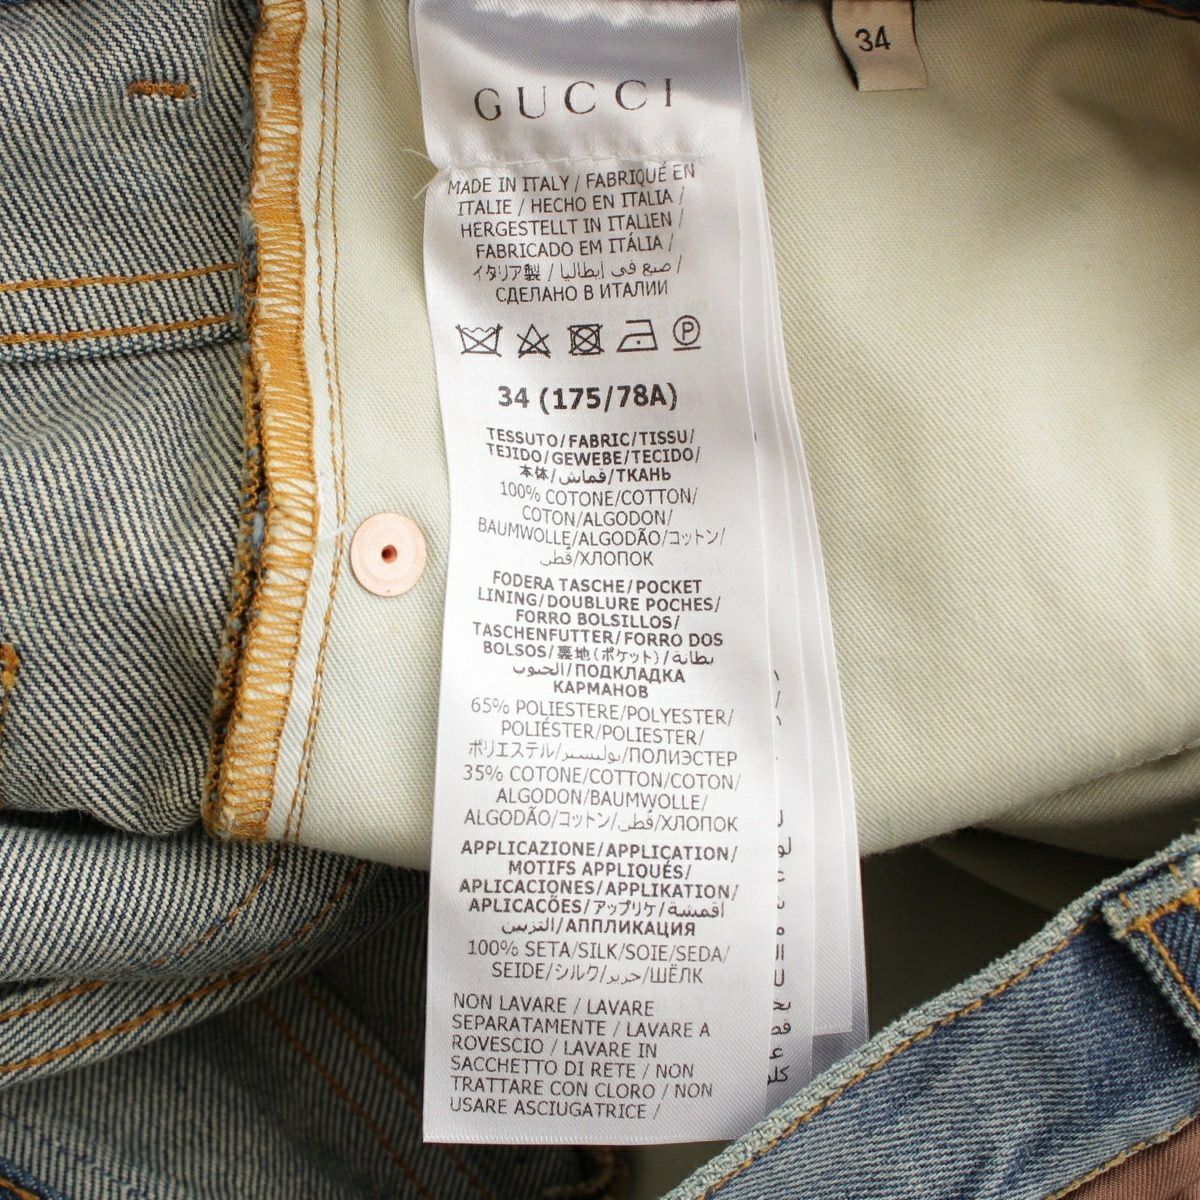 34
GUCCI
MADE IN ITALY / FABRIQUÉ EN
ITALIE / HECHO EN ITALIA /
HERGESTELLT IN ITALIEN /
FABRICADO EM ITÁLIA /
イタリア製 / صنع في إيطاليا /
СДЕЛАНО В ИТАЛИИ
P
34 (175/78A)
TESSUTO/FABRIC/TISSU/
TEJIDO/GEWEBE/TECIDO/
本体/قماش/ТКАНЬ
100% COTONE/COTTON/
COTON/ALGODON/
BAUMWOLLE/ALGODÃO/コットン/
قُطن/ХЛОПОК
FODERA TASCHE/POCKET
LINING/DOUBLURE POCHES/
FORRO BOLSILLOS/
TASCHENFUTTER/FORRO DOS
BOLSOS/裏地(ポケット)/بطانة
الجيوب/ПОДКЛАДКА
КАРМАНОВ
65% POLIESTERE/POLYESTER/
POLIÉSTER/POLIESTER/
ポリエステル/بوليستر/ПОЛИЭСТЕР
35% COTONE/COTTON/COTON/
ALGODON/BAUMWOLLE/
ALGODÃO/コットン/قُطن/ХЛОПОК
APPLICAZIONE/APPLICATION/
MOTIFS APPLIQUÉS/
APLICACIONES/APPLIKATION/
APLICAÇÕES/アップリケ/اقمشة
التزيين/АППЛИКАЦИЯ
100% SETA/SILK/SOIE/SEDA/
SEIDE/シルク/حرير/ШЁЛК
NON LAVARE / LAVARE
SEPARATAMENTE / LAVARE A
ROVESCIO / LAVARE IN
SACCHETTO DI RETE / NON
TRATTARE CON CLORO / NON
USARE ASCIUGATRICE /